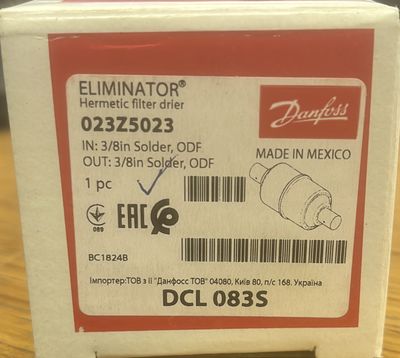 ELIMINATOR®
Hermetic filter drier
023Z5023
IN: 3/8in Solder, ODF
OUT: 3/8in Solder, ODF
1 pc
Danfoss
MADE IN MEXICO
089
EAC
BC1824B
Імпортер:ТОВ з ІІ "Данфосс ТОВ" 04080, Київ 80, п/с 168. Україна
DCL 083S